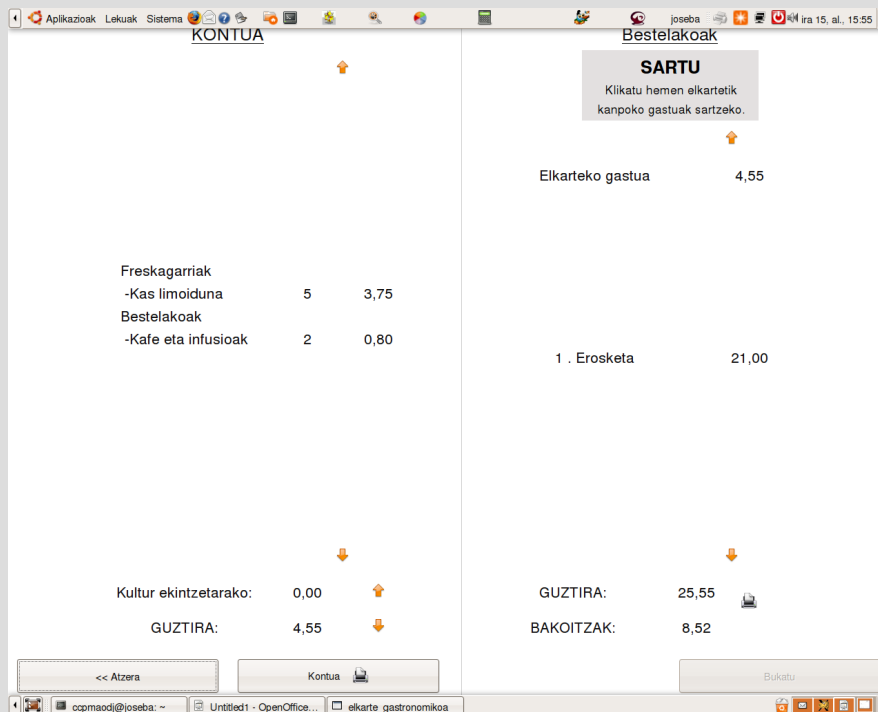 Aplikazioak Lekuak Sistema joseba ira 15, al., 15:55
KONTUA
Freskagarriak
-Kas limoiduna 5 3,75
Bestelakoak
-Kafe eta infusioak 2 0,80
Kultur ekintzetarako: 0,00
GUZTIRA: 4,55
<< Atzera Kontua
Bestelakoak
SARTU
Klikatu hemen elkartetik
kanpoko gastuak sartzeko.
Elkarteko gastua 4,55
1 . Erosketa 21,00
GUZTIRA: 25,55
BAKOITZAK: 8,52
Bukatu
ccpmaodj@joseba: ~ Untitled1 - OpenOffice... elkarte_gastronomikoa